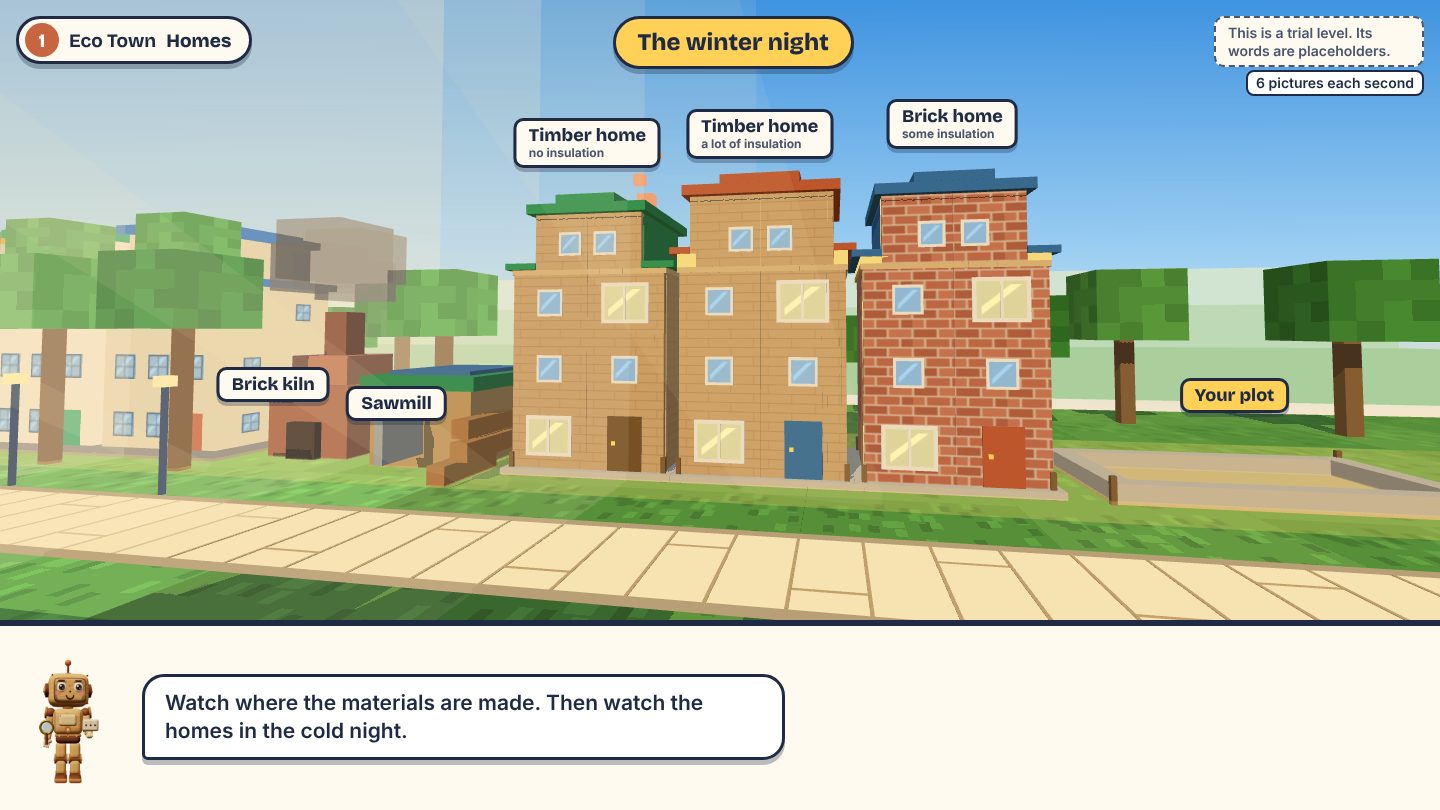 1 Eco Town Homes
The winter night
This is a trial level. Its
words are placeholders.
6 pictures each second
Timber home
no insulation
Timber home
a lot of insulation
Brick home
some insulation
Brick kiln
Sawmill
Your plot
Watch where the materials are made. Then watch the
homes in the cold night.